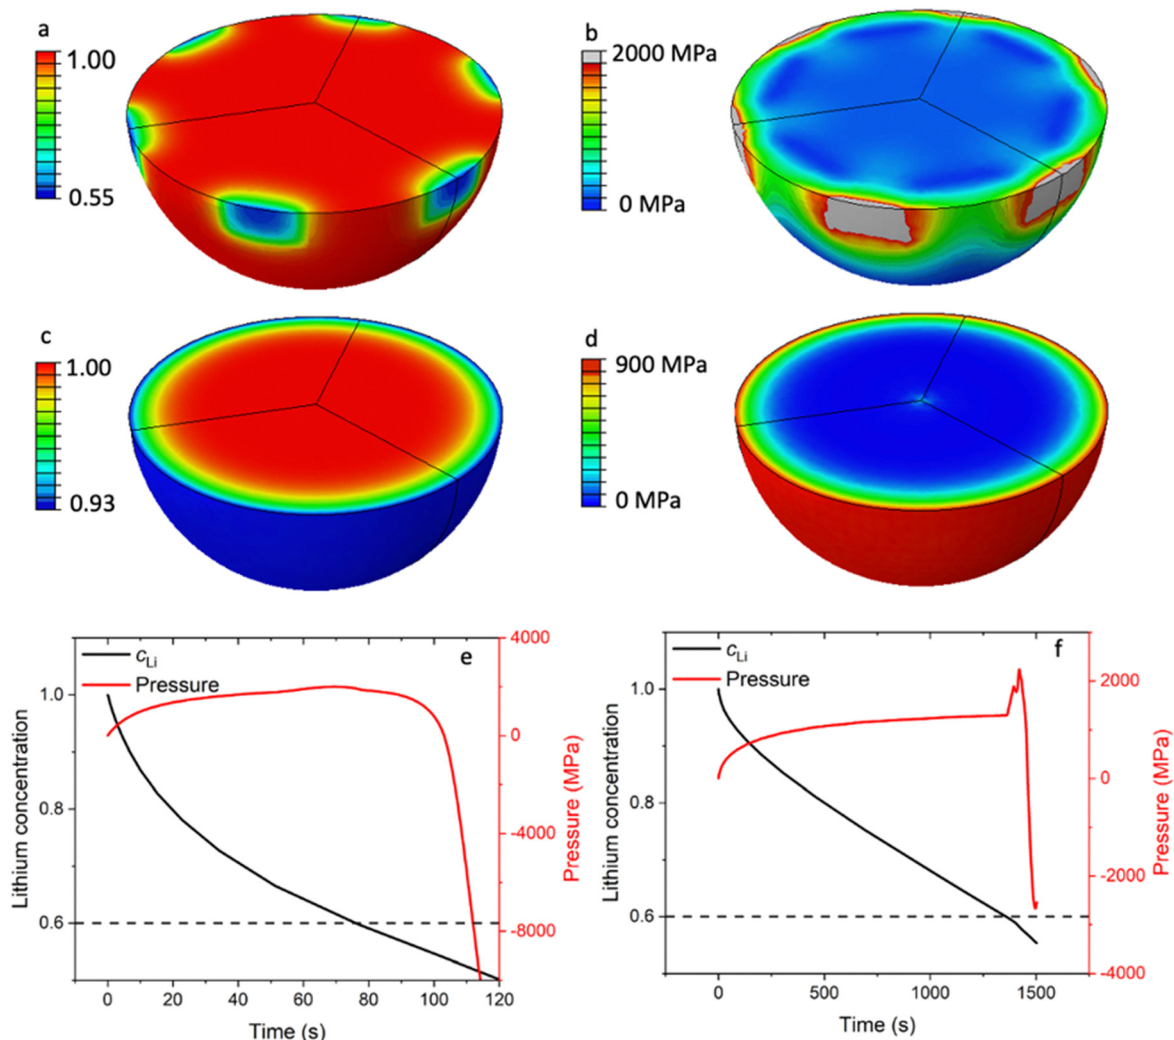 a
1.00
0.55
b
2000 MPa
0 MPa
c
1.00
0.93
d
900 MPa
0 MPa
e
c_Li
Pressure
Lithium concentration
1.0
0.8
0.6
4000
0
-4000
-8000
Pressure (MPa)
0 20 40 60 80 100 120
Time (s)
f
c_Li
Pressure
Lithium concentration
1.0
0.8
0.6
2000
0
-2000
-4000
Pressure (MPa)
0 500 1000 1500
Time (s)